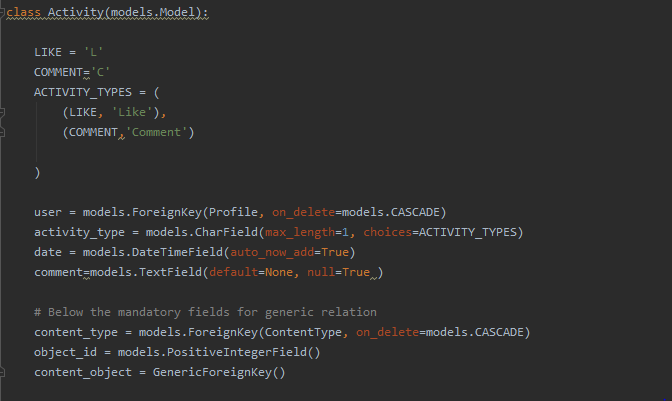 class Activity(models.Model):
LIKE = 'L'
COMMENT='C'
ACTIVITY_TYPES = (
(LIKE, 'Like'),
(COMMENT,'Comment')
)
user = models.ForeignKey(Profile, on_delete=models.CASCADE)
activity_type = models.CharField(max_length=1, choices=ACTIVITY_TYPES)
date = models.DateTimeField(auto_now_add=True)
comment=models.TextField(default=None, null=True )
# Below the mandatory fields for generic relation
content_type = models.ForeignKey(ContentType, on_delete=models.CASCADE)
object_id = models.PositiveIntegerField()
content_object = GenericForeignKey()